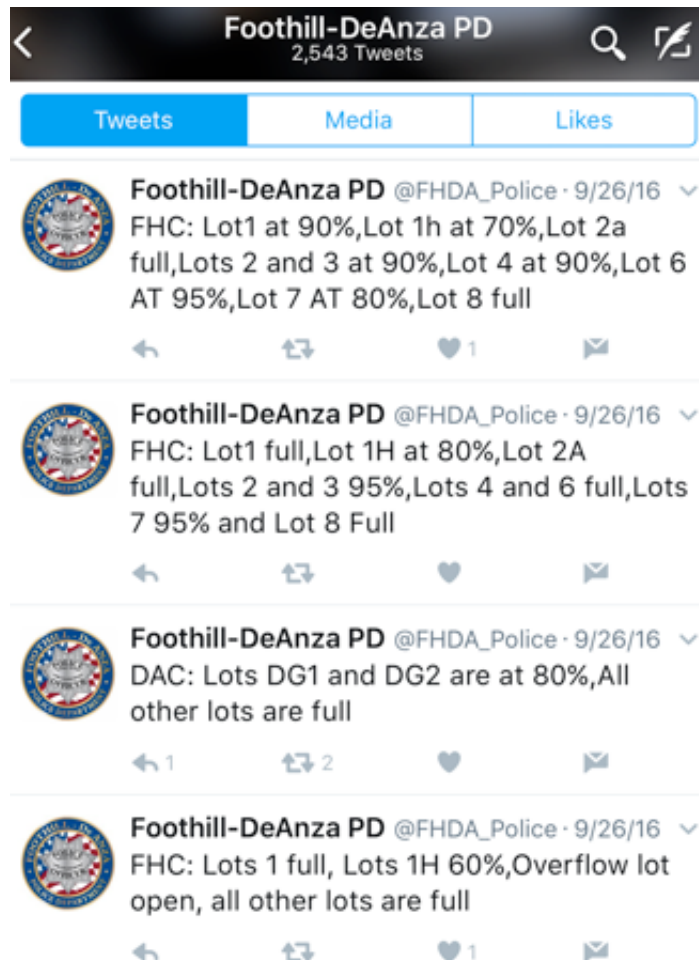 Foothill-DeAnza PD
2,543 Tweets
Tweets Media Likes
Foothill-DeAnza PD @FHDA_Police · 9/26/16
FHC: Lot1 at 90%,Lot 1h at 70%,Lot 2a
full,Lots 2 and 3 at 90%,Lot 4 at 90%,Lot 6
AT 95%,Lot 7 AT 80%,Lot 8 full
1
Foothill-DeAnza PD @FHDA_Police · 9/26/16
FHC: Lot1 full,Lot 1H at 80%,Lot 2A
full,Lots 2 and 3 95%,Lots 4 and 6 full,Lots
7 95% and Lot 8 Full
Foothill-DeAnza PD @FHDA_Police · 9/26/16
DAC: Lots DG1 and DG2 are at 80%,All
other lots are full
1 2
Foothill-DeAnza PD @FHDA_Police · 9/26/16
FHC: Lots 1 full, Lots 1H 60%,Overflow lot
open, all other lots are full
1